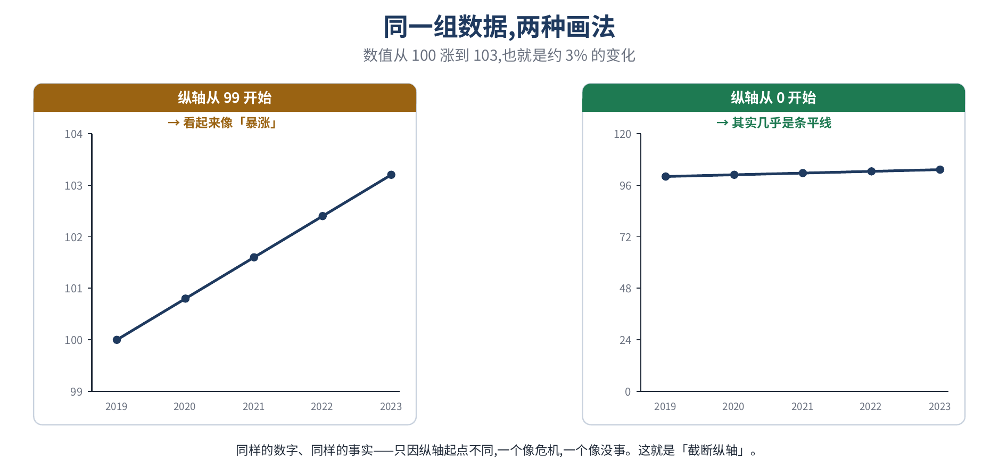 同一组数据,两种画法
数值从 100 涨到 103,也就是约 3% 的变化
纵轴从 99 开始
→ 看起来像「暴涨」
104
103
102
101
100
99
2019 2020 2021 2022 2023
纵轴从 0 开始
→ 其实几乎是条平线
120
96
72
48
24
0
2019 2020 2021 2022 2023
同样的数字、同样的事实——只因纵轴起点不同,一个像危机,一个像没事。这就是「截断纵轴」。